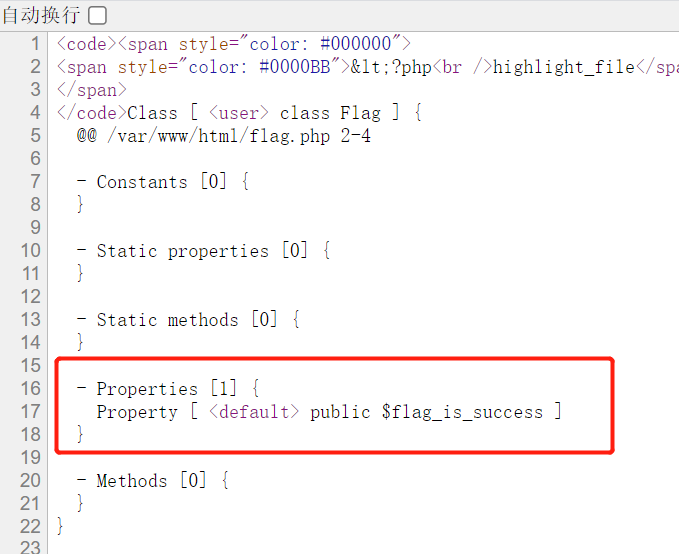 自动换行
1 <code><span style="color: #000000">
2 <span style="color: #0000BB">&lt;?php<br />highlight_file</spa
3 </span>
4 </code>Class [ <user> class Flag ] {
5 @@ /var/www/html/flag.php 2-4
6
7 - Constants [0] {
8 }
9
10 - Static properties [0] {
11 }
12
13 - Static methods [0] {
14 }
15
16 - Properties [1] {
17 Property [ <default> public $flag_is_success ]
18 }
19
20 - Methods [0] {
21 }
22 }
23